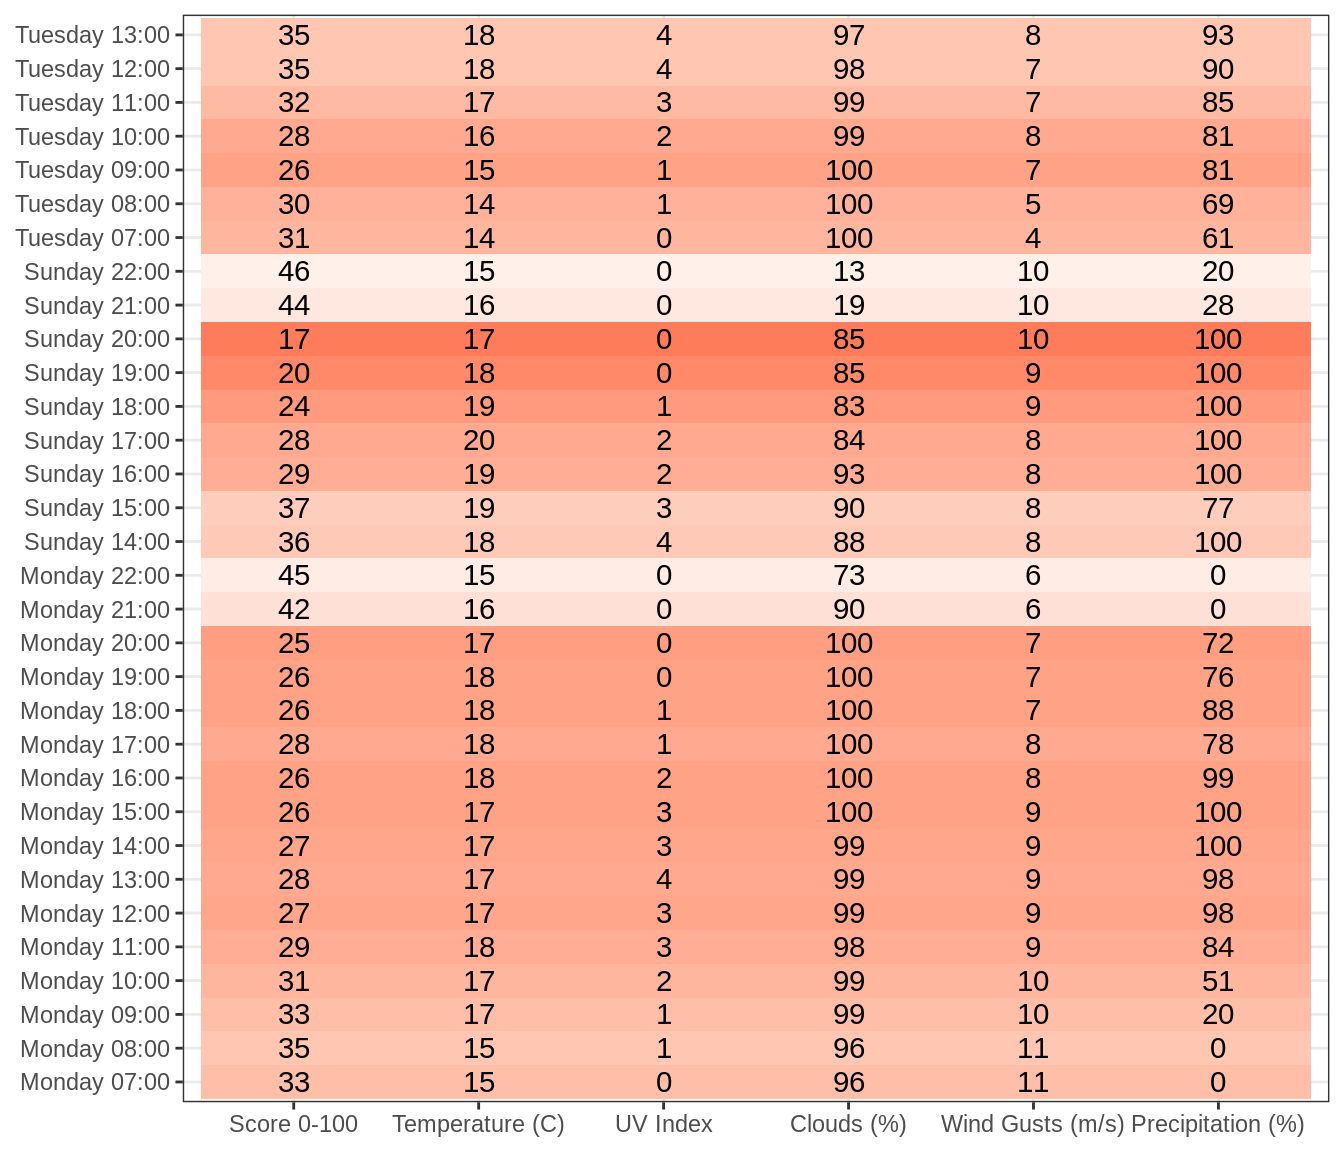 Tuesday 13:00 35 18 4 97 8 93
Tuesday 12:00 35 18 4 98 7 90
Tuesday 11:00 32 17 3 99 7 85
Tuesday 10:00 28 16 2 99 8 81
Tuesday 09:00 26 15 1 100 7 81
Tuesday 08:00 30 14 1 100 5 69
Tuesday 07:00 31 14 0 100 4 61
Sunday 22:00 46 15 0 13 10 20
Sunday 21:00 44 16 0 19 10 28
Sunday 20:00 17 17 0 85 10 100
Sunday 19:00 20 18 0 85 9 100
Sunday 18:00 24 19 1 83 9 100
Sunday 17:00 28 20 2 84 8 100
Sunday 16:00 29 19 2 93 8 100
Sunday 15:00 37 19 3 90 8 77
Sunday 14:00 36 18 4 88 8 100
Monday 22:00 45 15 0 73 6 0
Monday 21:00 42 16 0 90 6 0
Monday 20:00 25 17 0 100 7 72
Monday 19:00 26 18 0 100 7 76
Monday 18:00 26 18 1 100 7 88
Monday 17:00 28 18 1 100 8 78
Monday 16:00 26 18 2 100 8 99
Monday 15:00 26 17 3 100 9 100
Monday 14:00 27 17 3 99 9 100
Monday 13:00 28 17 4 99 9 98
Monday 12:00 27 17 3 99 9 98
Monday 11:00 29 18 3 98 9 84
Monday 10:00 31 17 2 99 10 51
Monday 09:00 33 17 1 99 10 20
Monday 08:00 35 15 1 96 11 0
Monday 07:00 33 15 0 96 11 0
Score 0-100 Temperature (C) UV Index Clouds (%) Wind Gusts (m/s) Precipitation (%)